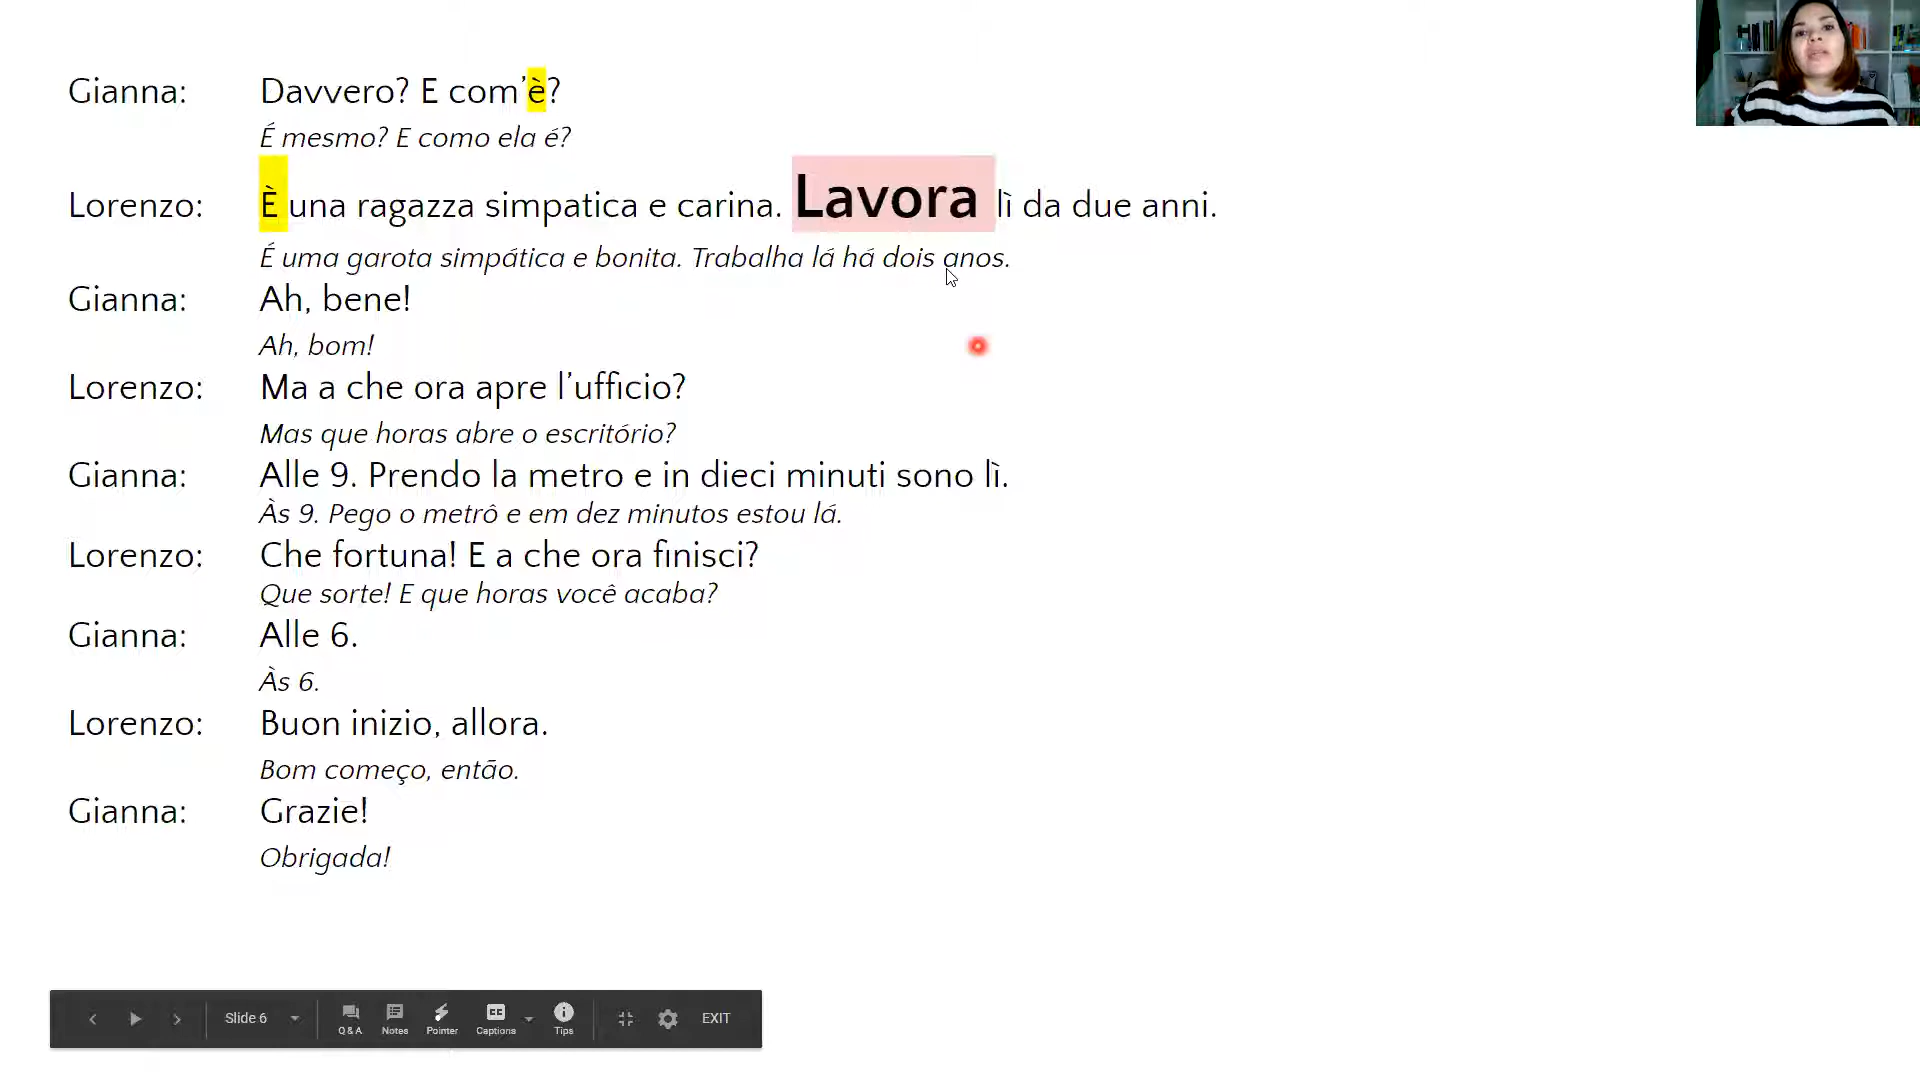 Gianna: Davvero? E com’è?
É mesmo? E como ela é?
Lorenzo: È una ragazza simpatica e carina. Lavora lì da due anni.
É uma garota simpática e bonita. Trabalha lá há dois anos.
Gianna: Ah, bene!
Ah, bom!
Lorenzo: Ma a che ora apre l’ufficio?
Mas que horas abre o escritório?
Gianna: Alle 9. Prendo la metro e in dieci minuti sono lì.
Às 9. Pego o metrô e em dez minutos estou lá.
Lorenzo: Che fortuna! E a che ora finisci?
Que sorte! E que horas você acaba?
Gianna: Alle 6.
Às 6.
Lorenzo: Buon inizio, allora.
Bom começo, então.
Gianna: Grazie!
Obrigada!
Slide 6 Q & A Notes Pointer CC Captions Tips EXIT